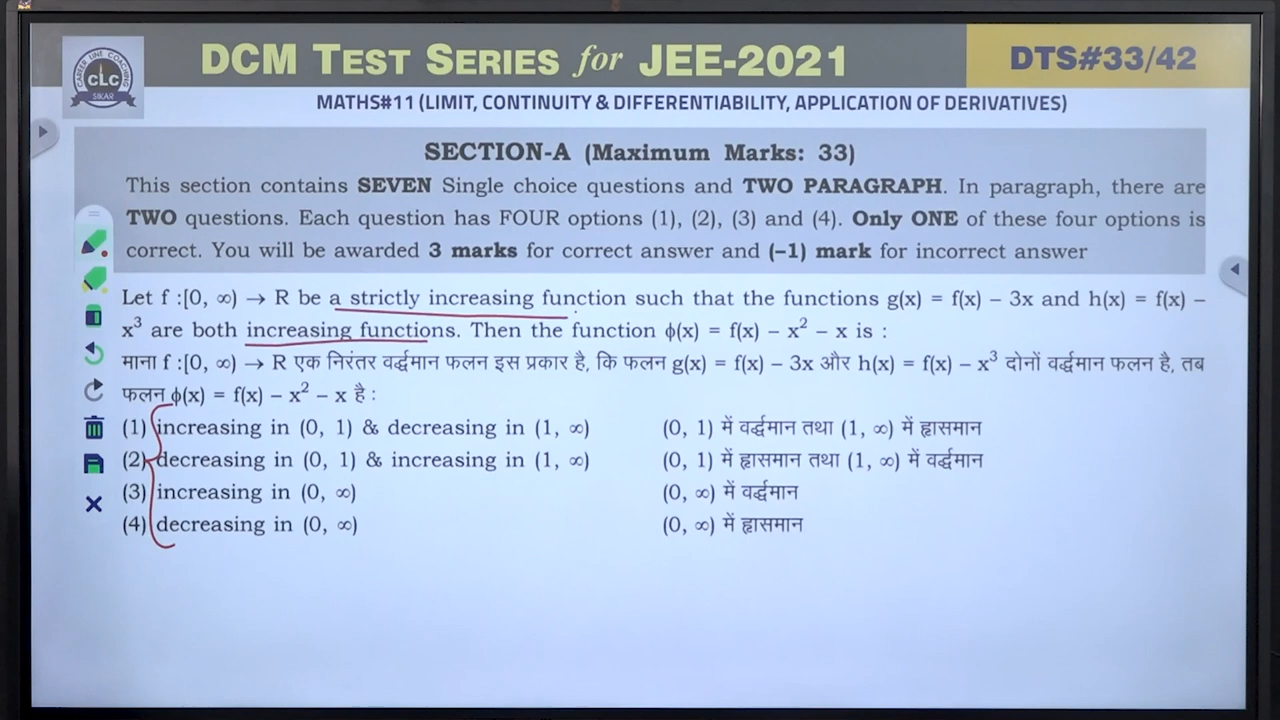 CAREER LINE COACHING
CLC
SIKAR
DCM TEST SERIES for JEE-2021
DTS#33/42
MATHS#11 (LIMIT, CONTINUITY & DIFFERENTIABILITY, APPLICATION OF DERIVATIVES)
SECTION-A (Maximum Marks: 33)
This section contains SEVEN Single choice questions and TWO PARAGRAPH. In paragraph, there are
TWO questions. Each question has FOUR options (1), (2), (3) and (4). Only ONE of these four options is
correct. You will be awarded 3 marks for correct answer and (–1) mark for incorrect answer
Let f :[0, ∞) → R be a strictly increasing function such that the functions g(x) = f(x) – 3x and h(x) = f(x) –
x³ are both increasing functions. Then the function ϕ(x) = f(x) – x² – x is :
माना f :[0, ∞) → R एक निरंतर वर्द्धमान फलन इस प्रकार है, कि फलन g(x) = f(x) – 3x और h(x) = f(x) – x³ दोनों वर्द्धमान फलन है, तब
फलन ϕ(x) = f(x) – x² – x है :
(1) increasing in (0, 1) & decreasing in (1, ∞) (0, 1) में वर्द्धमान तथा (1, ∞) में ह्रासमान
(2) decreasing in (0, 1) & increasing in (1, ∞) (0, 1) में ह्रासमान तथा (1, ∞) में वर्द्धमान
(3) increasing in (0, ∞) (0, ∞) में वर्द्धमान
(4) decreasing in (0, ∞) (0, ∞) में ह्रासमान